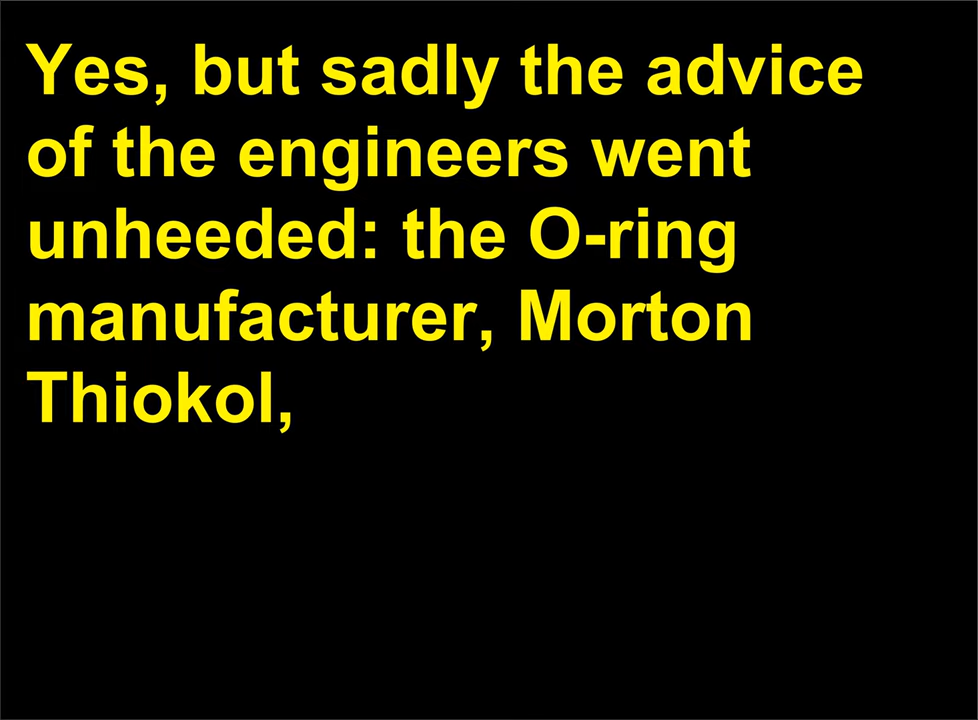 Yes, but sadly the advice
of the engineers went
unheeded: the O-ring
manufacturer, Morton
Thiokol,